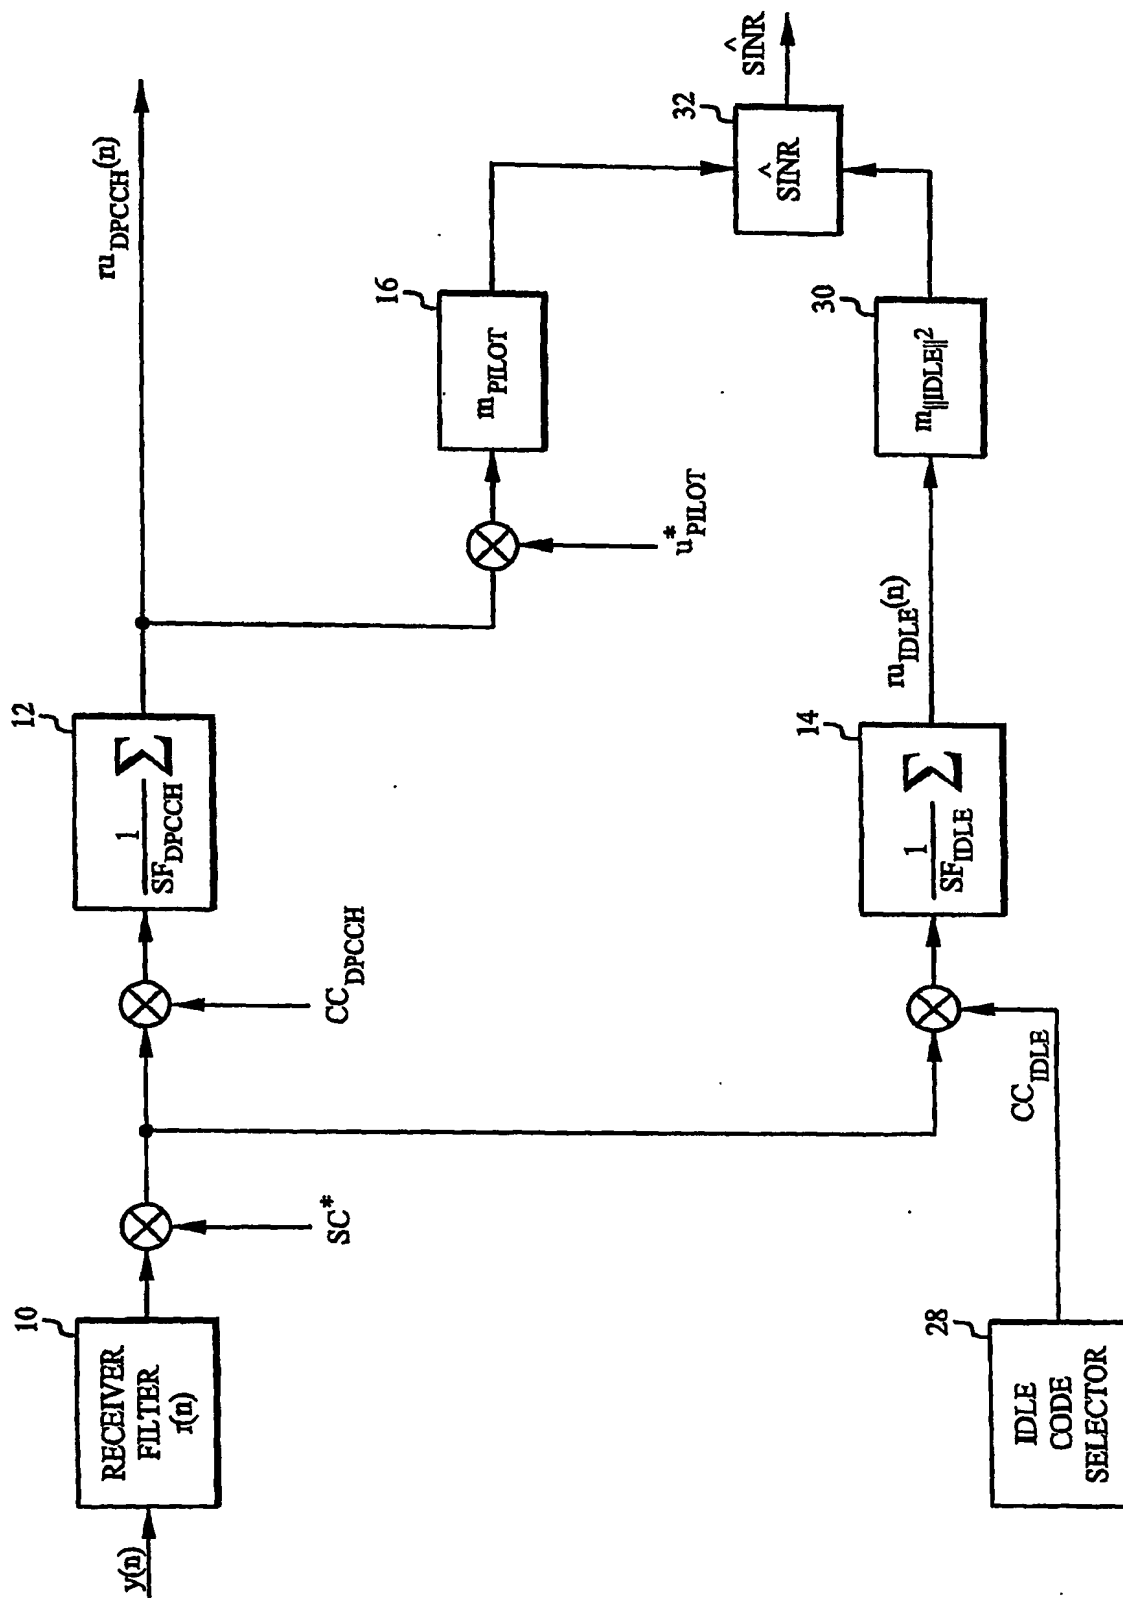 y(n)
10
RECEIVER
FILTER
r(n)
SC*
CC_DPCCH
12
1
SF_DPCCH
∑
ru_DPCCH(n)
u*_PILOT
16
m_PILOT
32
^
SINR
^
SINR
28
IDLE
CODE
SELECTOR
CC_IDLE
14
1
SF_IDLE
∑
ru_IDLE(n)
30
m_||IDLE||²